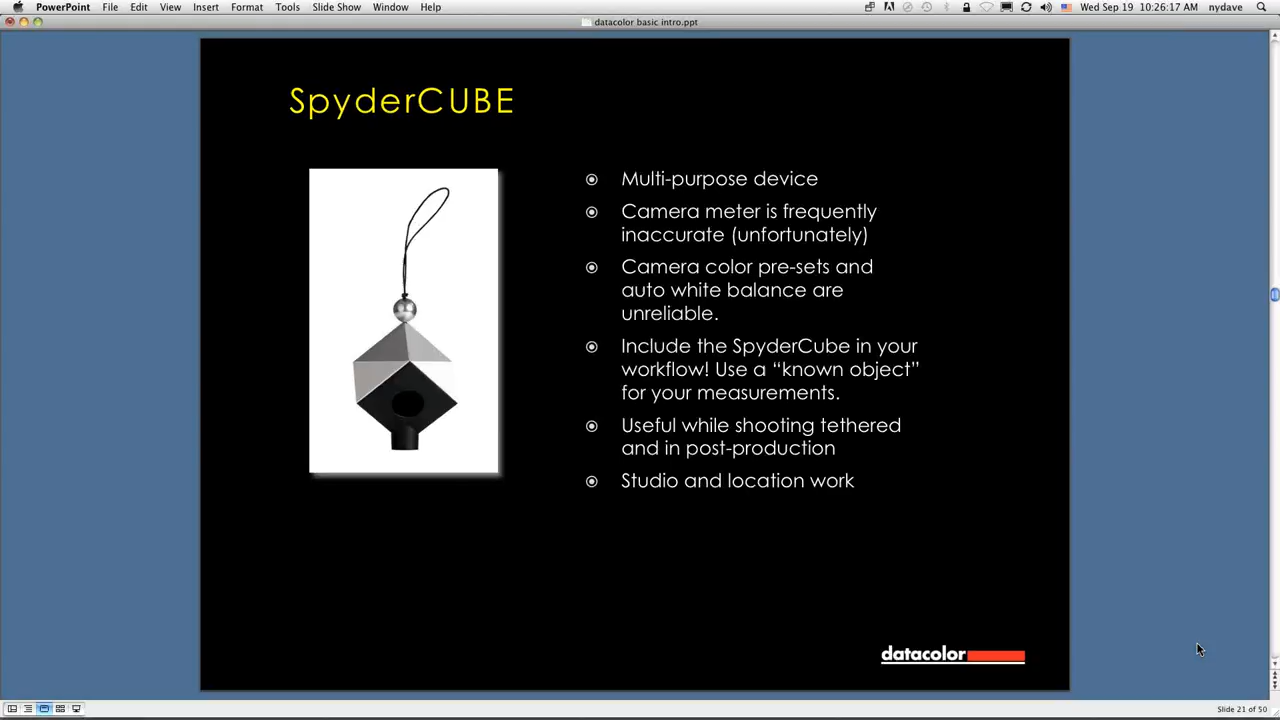 PowerPoint File Edit View Insert Format Tools Slide Show Window Help Wed Sep 19 10:26:17 AM nydave
datacolor basic intro.ppt
SpyderCUBE
Multi-purpose device
Camera meter is frequently
inaccurate (unfortunately)
Camera color pre-sets and
auto white balance are
unreliable.
Include the SpyderCube in your
workflow! Use a “known object”
for your measurements.
Useful while shooting tethered
and in post-production
Studio and location work
datacolor
Slide 21 of 50